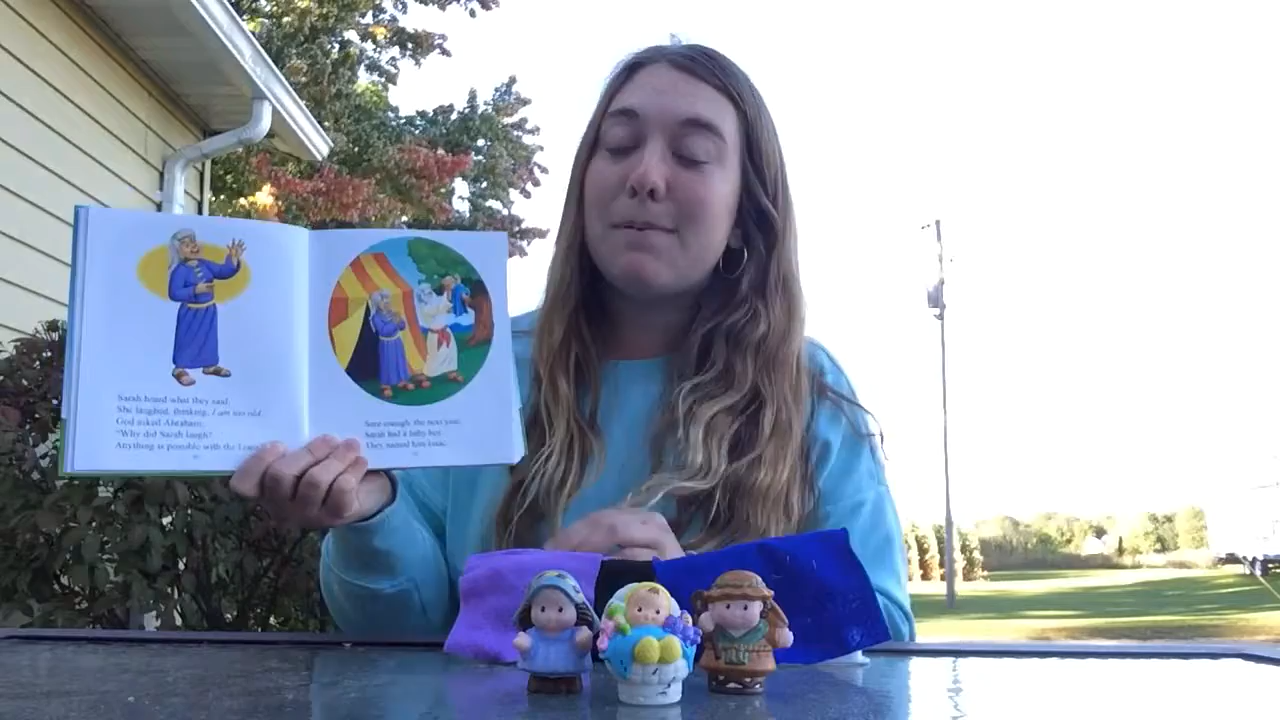 Sarah heard what they said.
She laughed, thinking, I am too old.
God asked Abraham,
"Why did Sarah laugh?
Anything is possible with the Lord
Sure enough, the next year,
Sarah had a baby boy.
They named him Isaac.